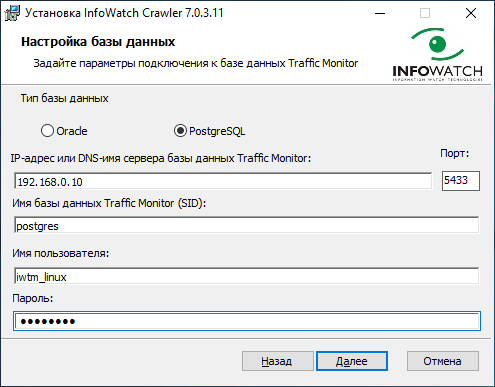 Установка InfoWatch Crawler 7.0.3.11
Настройка базы данных
Задайте параметры подключения к базе данных Traffic Monitor
INFOWATCH
INFORMATION WATCH TECHNOLOGIES
Тип базы данных
Oracle
PostgreSQL
IP-адрес или DNS-имя сервера базы данных Traffic Monitor:
Порт:
192.168.0.10
5433
Имя базы данных Traffic Monitor (SID):
postgres
Имя пользователя:
iwtm_linux
Пароль:
●●●●●●●●
Назад
Далее
Отмена